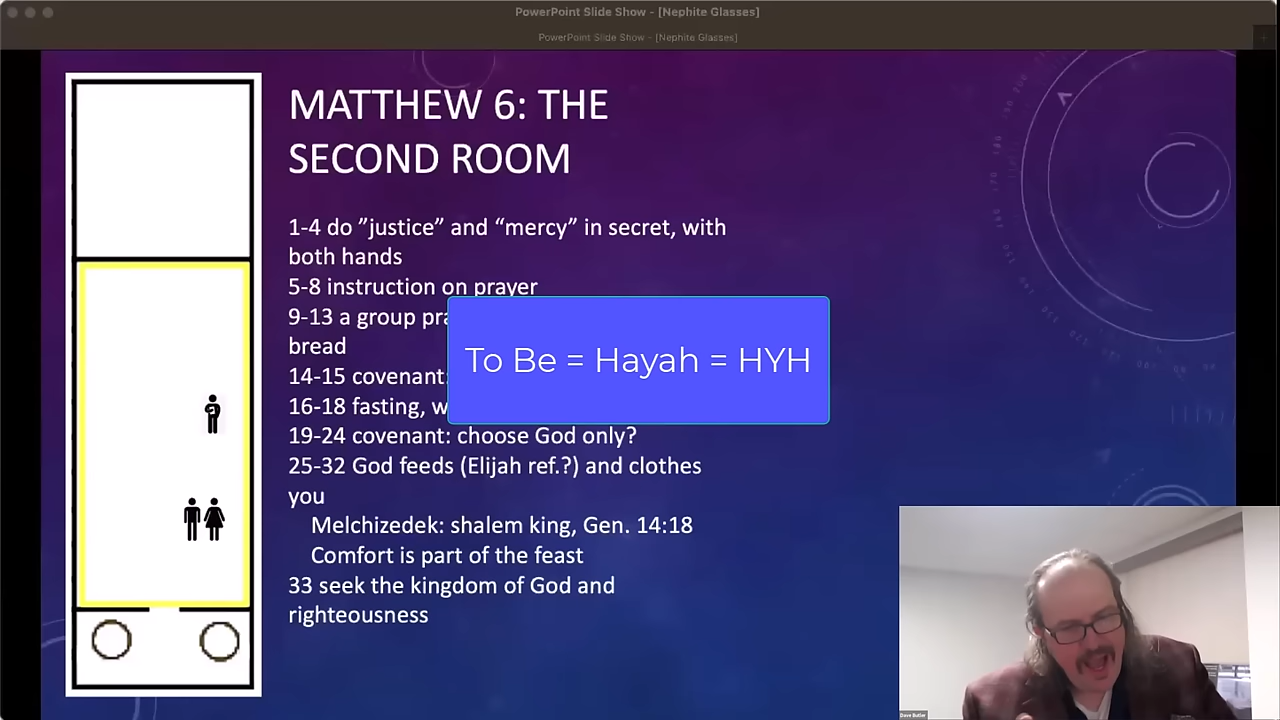 PowerPoint Slide Show - [Nephite Glasses]
PowerPoint Slide Show - [Nephite Glasses]
MATTHEW 6: THE
SECOND ROOM
1-4 do ”justice” and “mercy” in secret, with
both hands
5-8 instruction on prayer
9-13 a group
bread
14-15 covenant:
16-18 fasting,
19-24 covenant: choose God only?
25-32 God feeds (Elijah ref.?) and clothes
you
Melchizedek: shalem king, Gen. 14:18
Comfort is part of the feast
33 seek the kingdom of God and
righteousness
To Be = Hayah = HYH
Dave Butler